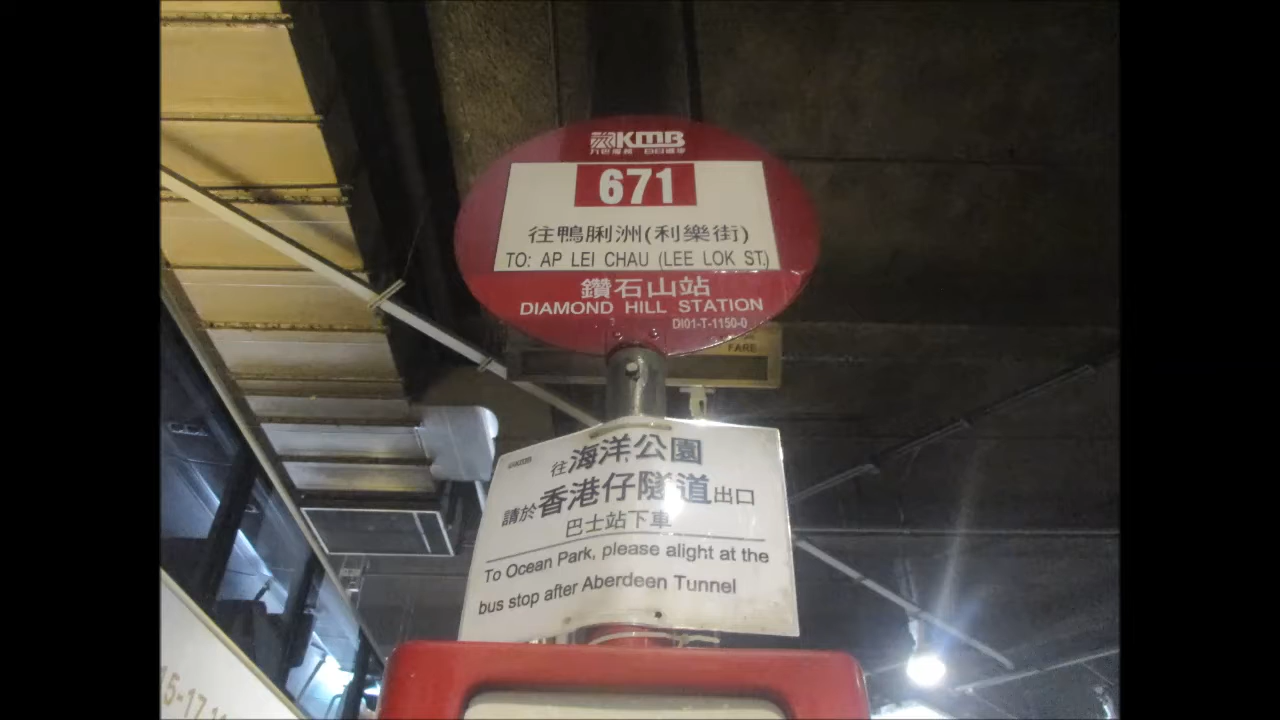 KMB
671
往鴨脷洲(利樂街)
TO: AP LEI CHAU (LEE LOK ST.)
鑽石山站
DIAMOND HILL STATION
DI01-T-1150-0
FARE
KMB
往海洋公園
請於香港仔隧道出口
巴士站下車
To Ocean Park, please alight at the
bus stop after Aberdeen Tunnel